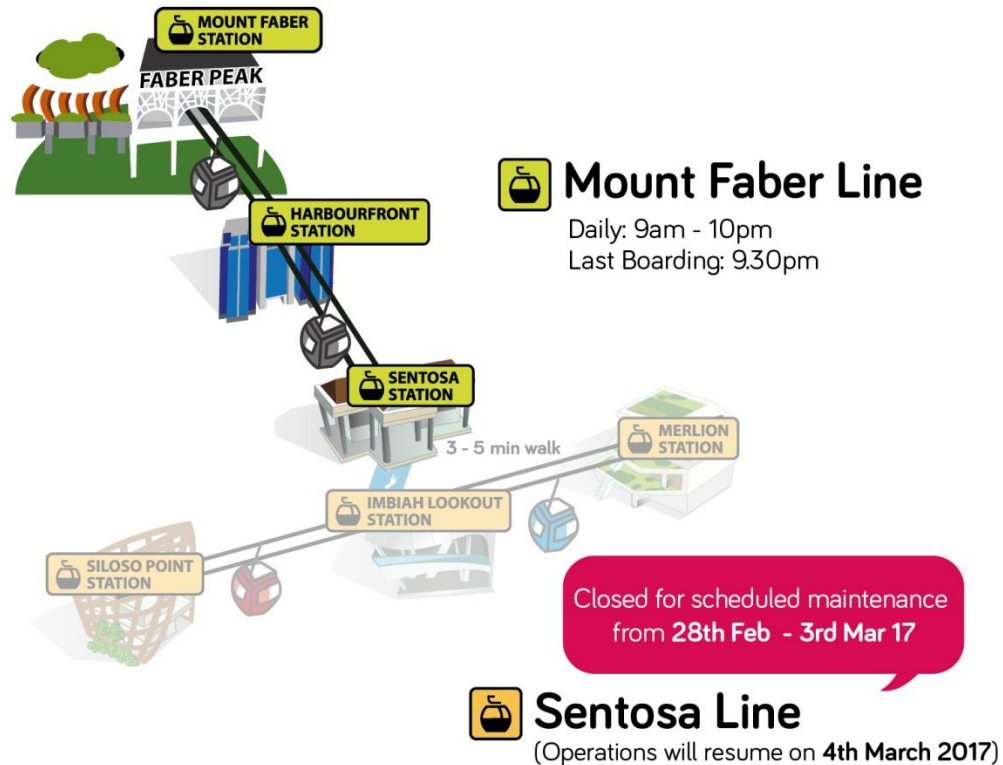 MOUNT FABER
STATION
FABER PEAK
HARBOURFRONT
STATION
SENTOSA
STATION
Mount Faber Line
Daily: 9am - 10pm
Last Boarding: 9.30pm
3 - 5 min walk
MERLION
STATION
IMBIAH LOOKOUT
STATION
SILOSO POINT
STATION
Closed for scheduled maintenance
from 28th Feb - 3rd Mar 17
Sentosa Line
(Operations will resume on 4th March 2017)